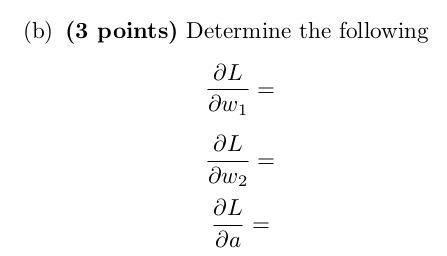 (b) (3 points) Determine the following
∂L/∂w₁ =
∂L/∂w₂ =
∂L/∂a =